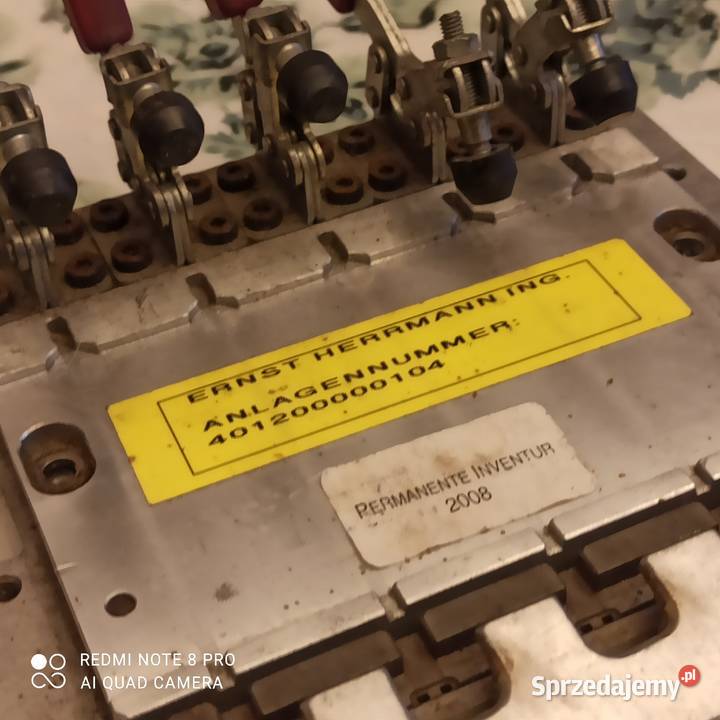 ERNST HERRMANN ING.
ANLAGENNUMMER:
401200000104
PERMANENTE INVENTUR
2008
REDMI NOTE 8 PRO
AI QUAD CAMERA
Sprzedajemy.pl